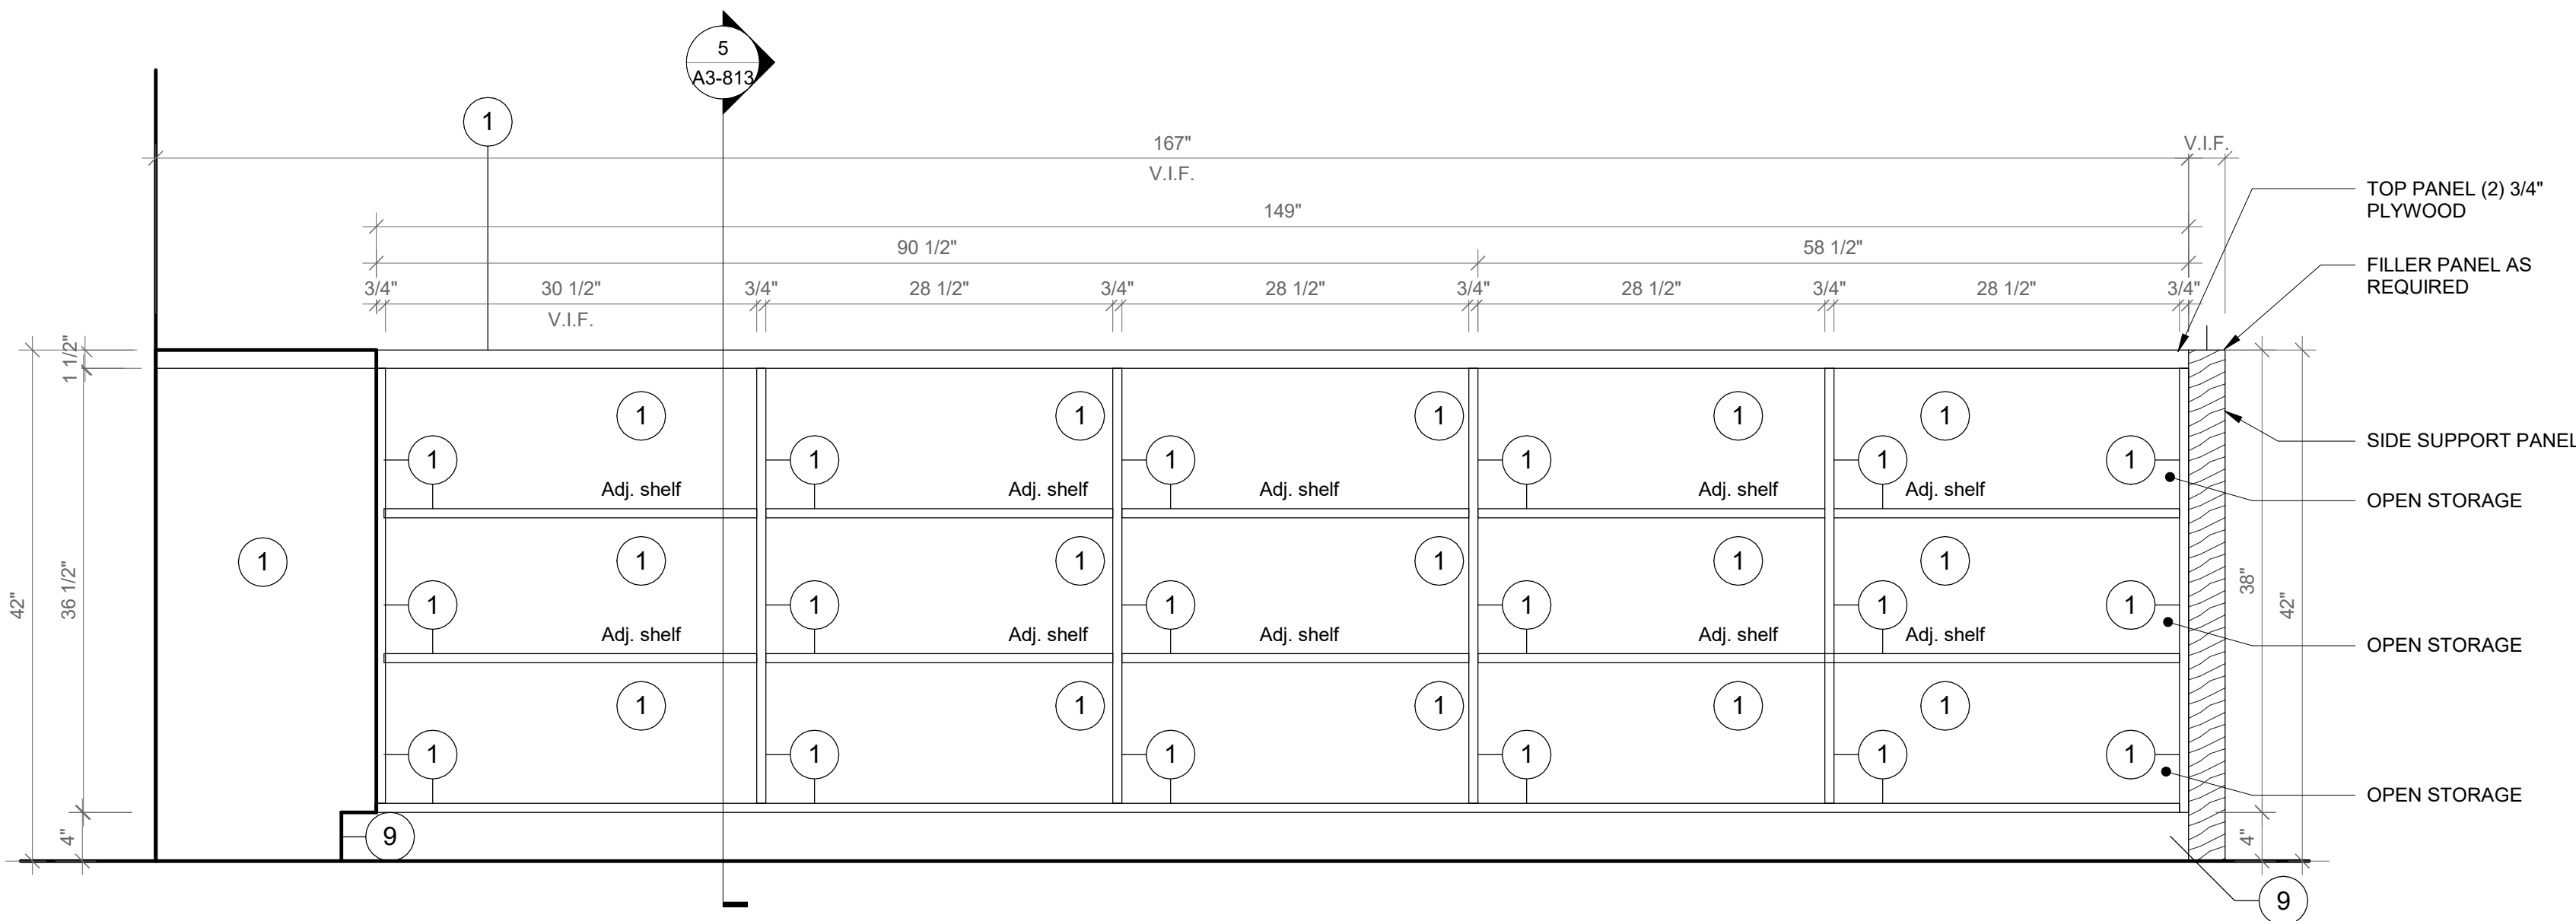 5
A3-813
1
167"
V.I.F.
V.I.F.
149"
90 1/2"
58 1/2"
3/4"
30 1/2"
3/4"
28 1/2"
3/4"
28 1/2"
3/4"
28 1/2"
3/4"
28 1/2"
3/4"
V.I.F.
TOP PANEL (2) 3/4"
PLYWOOD
FILLER PANEL AS
REQUIRED
SIDE SUPPORT PANEL
OPEN STORAGE
OPEN STORAGE
OPEN STORAGE
1 1/2"
42"
36 1/2"
4"
1
1
1
1
1
1
1
1
1
1
1
1
Adj. shelf
Adj. shelf
Adj. shelf
Adj. shelf
Adj. shelf
1
1
1
1
1
1
1
1
1
1
1
Adj. shelf
Adj. shelf
Adj. shelf
Adj. shelf
Adj. shelf
1
1
1
1
1
1
1
1
1
1
1
9
38"
42"
4"
9